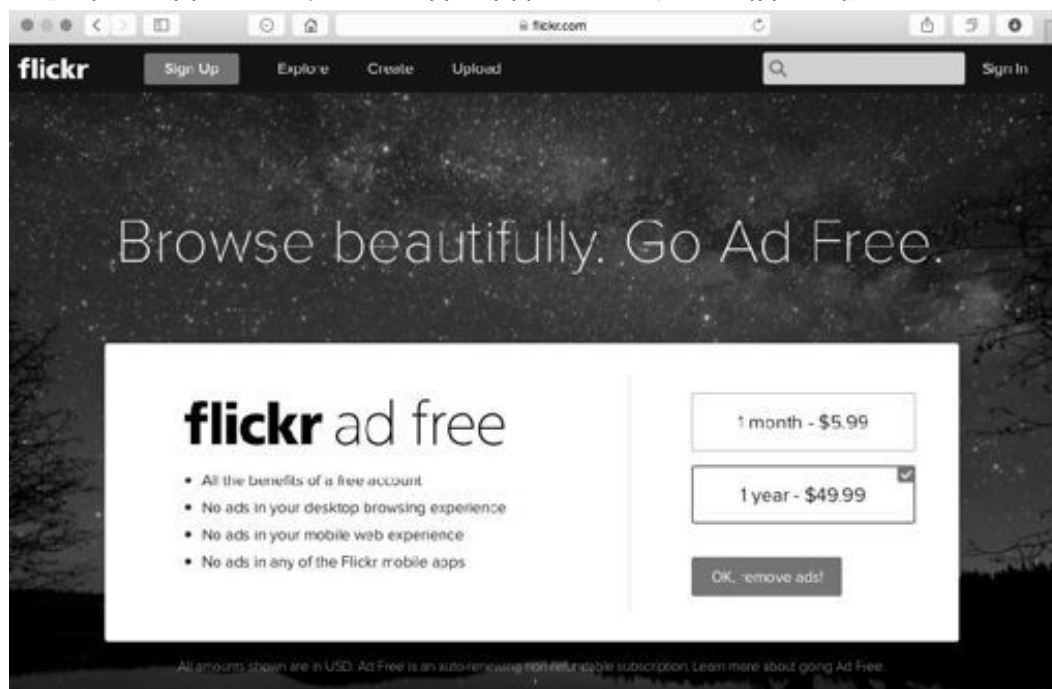 flickr.com
flickr Sign Up Explore Create Upload Sign In
Browse beautifully. Go Ad Free.
flickr ad free
All the benefits of a free account
No ads in your desktop browsing experience
No ads in your mobile web experience
No ads in any of the Flickr mobile apps
1 month - $5.99
1 year - $49.99
OK, remove ads!
All amounts shown are in USD. Ad Free is an auto-renewing non-refundable subscription. Learn more about going Ad Free.